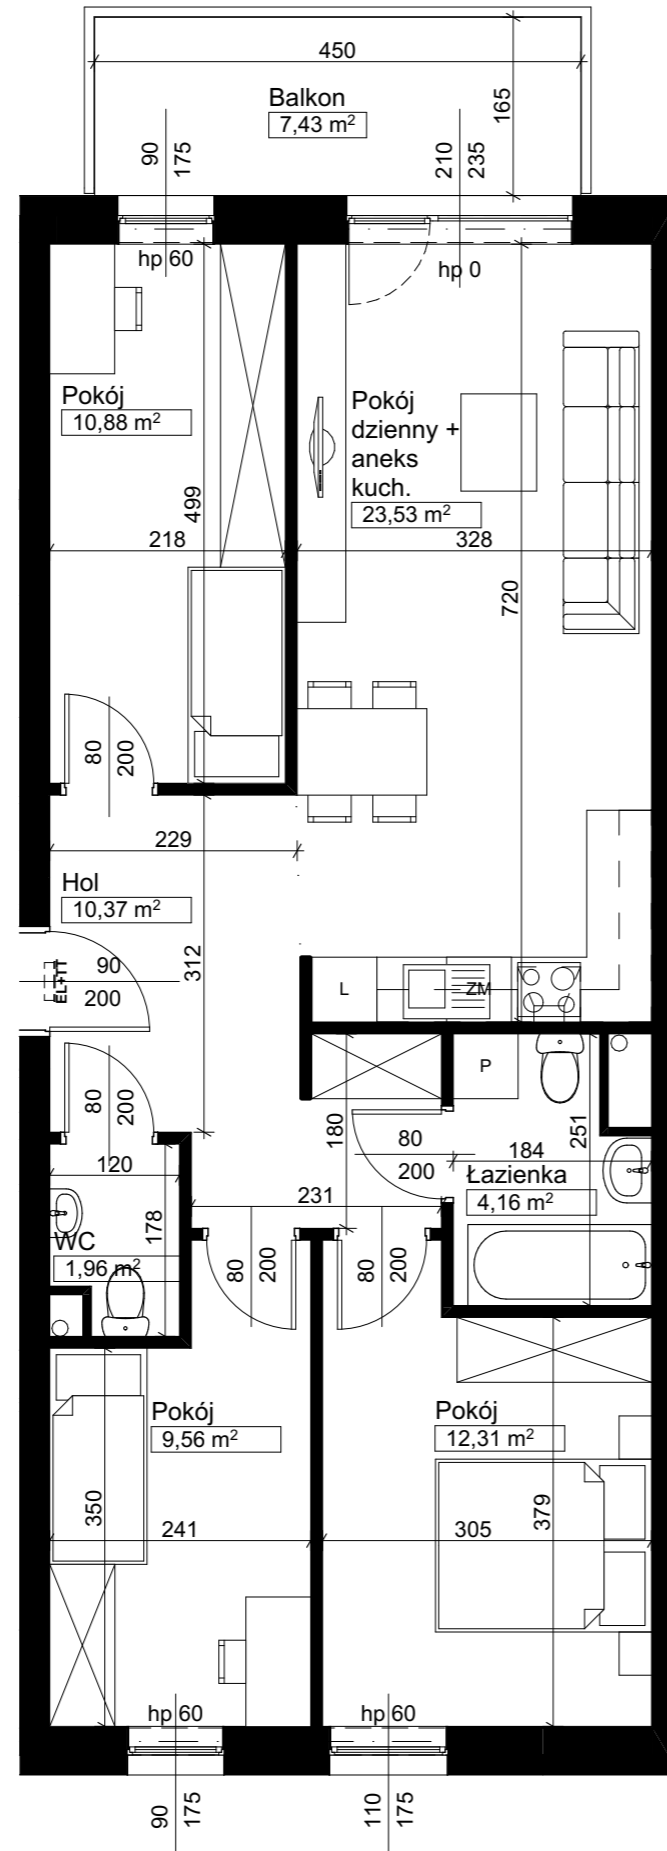 450
Balkon
7,43 m²
165
90
175
210
235
hp 60
hp 0
Pokój
10,88 m²
Pokój
dzienny +
aneks
kuch.
23,53 m²
499
218
328
720
80
200
229
Hol
10,37 m²
312
EL+TT
90
200
L
ZM
80
200
P
180
80
200
251
184
Łazienka
4,16 m²
120
178
231
WC
1,96 m²
80
200
80
200
Pokój
9,56 m²
Pokój
12,31 m²
350
241
305
379
hp 60
hp 60
90
175
110
175